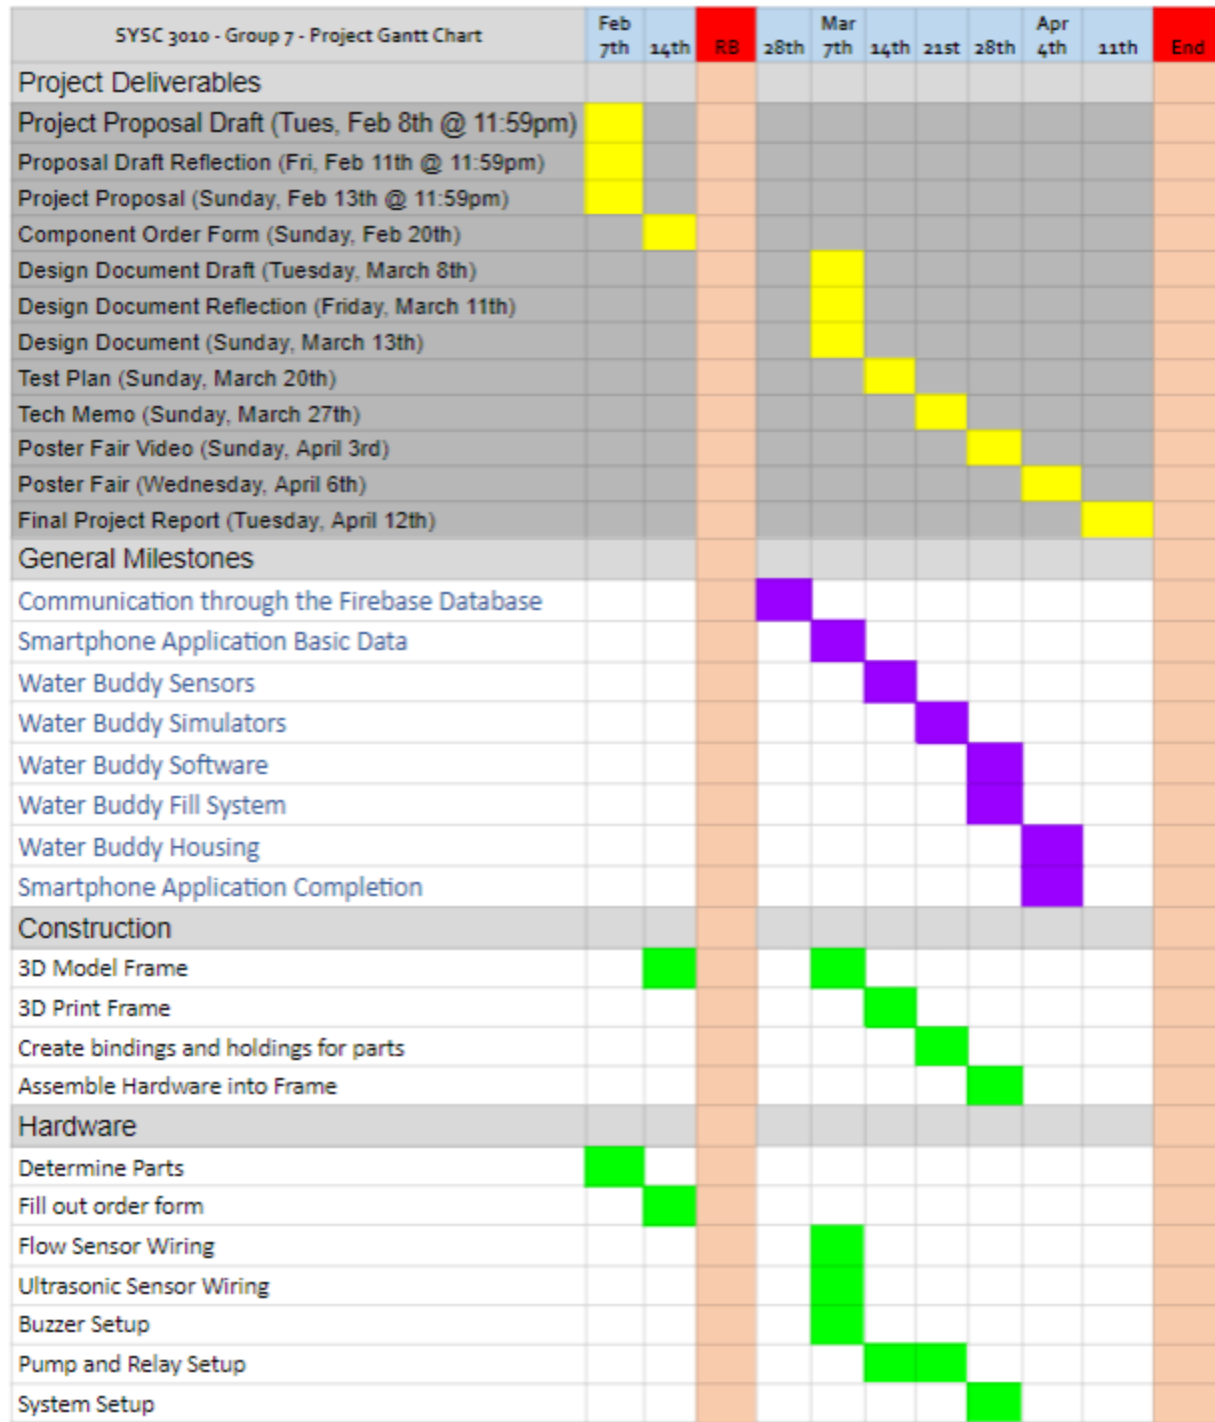 SYSC 3010 - Group 7 - Project Gantt Chart
Feb 7th 14th RB 28th Mar 7th 14th 21st 28th Apr 4th 11th End
Project Deliverables
Project Proposal Draft (Tues, Feb 8th @ 11:59pm)
Proposal Draft Reflection (Fri, Feb 11th @ 11:59pm)
Project Proposal (Sunday, Feb 13th @ 11:59pm)
Component Order Form (Sunday, Feb 20th)
Design Document Draft (Tuesday, March 8th)
Design Document Reflection (Friday, March 11th)
Design Document (Sunday, March 13th)
Test Plan (Sunday, March 20th)
Tech Memo (Sunday, March 27th)
Poster Fair Video (Sunday, April 3rd)
Poster Fair (Wednesday, April 6th)
Final Project Report (Tuesday, April 12th)
General Milestones
Communication through the Firebase Database
Smartphone Application Basic Data
Water Buddy Sensors
Water Buddy Simulators
Water Buddy Software
Water Buddy Fill System
Water Buddy Housing
Smartphone Application Completion
Construction
3D Model Frame
3D Print Frame
Create bindings and holdings for parts
Assemble Hardware into Frame
Hardware
Determine Parts
Fill out order form
Flow Sensor Wiring
Ultrasonic Sensor Wiring
Buzzer Setup
Pump and Relay Setup
System Setup